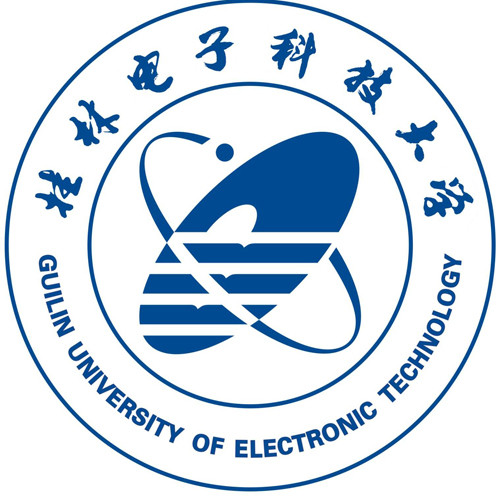 桂林电子科技大学
GUILIN UNIVERSITY OF ELECTRONIC TECHNOLOGY